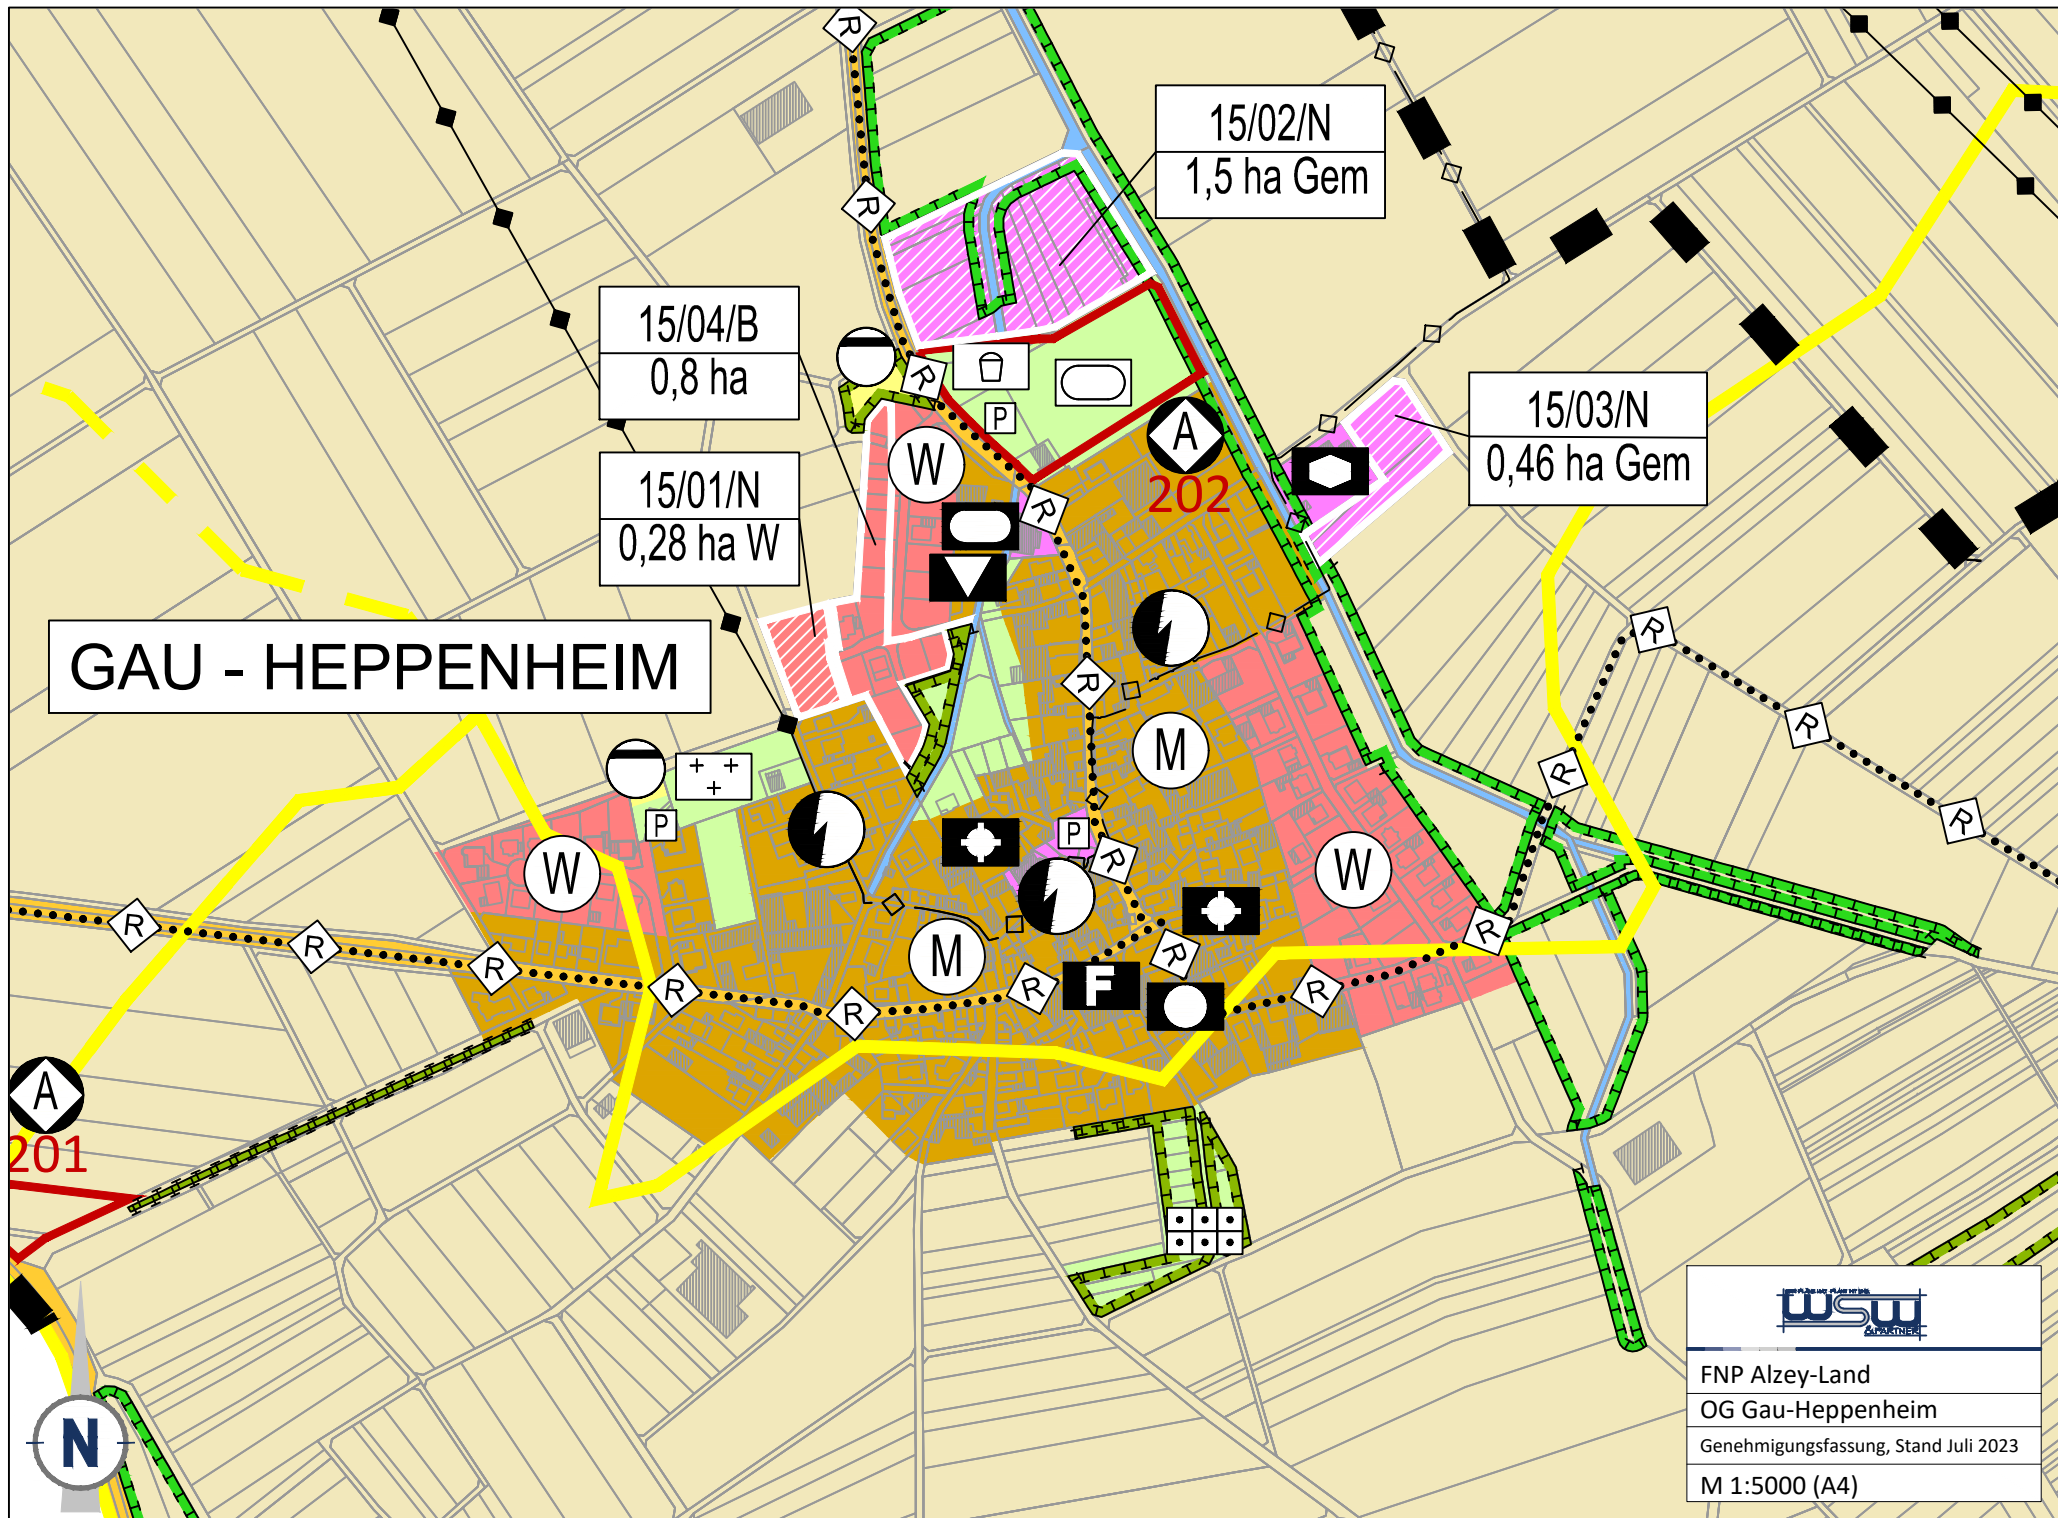 R
15/02/N
1,5 ha Gem
R
15/04/B
0,8 ha
R
P
A
202
15/03/N
0,46 ha Gem
W
15/01/N
0,28 ha W
R
GAU - HEPPENHEIM
R
R
R
M
R
P
P
R
R
W
W
R
R
R
M
R
R
R
R
F
R
R
R
A
201
N
WSW
& PARTNER
FNP Alzey-Land
OG Gau-Heppenheim
Genehmigungsfassung, Stand Juli 2023
M 1:5000 (A4)